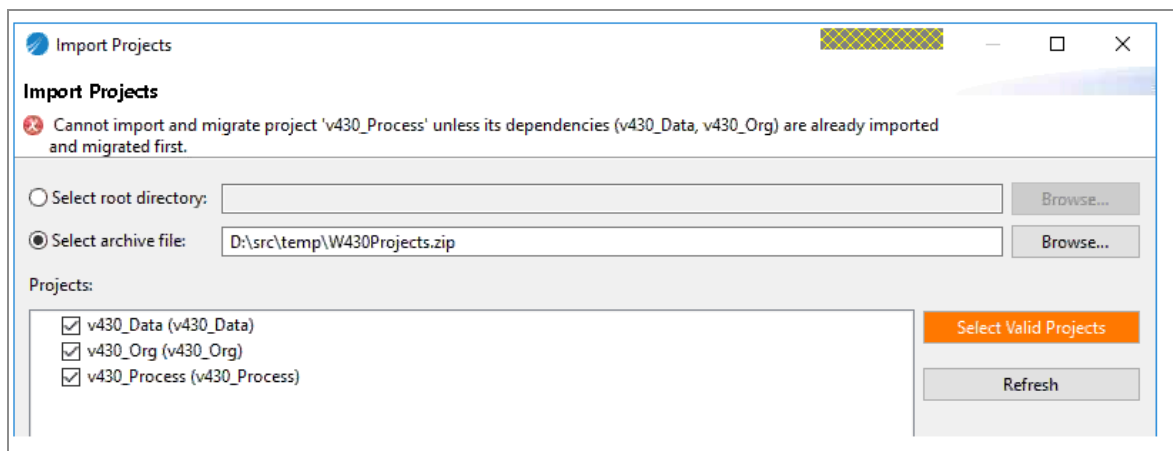 Import Projects
Import Projects
Cannot import and migrate project 'v430_Process' unless its dependencies (v430_Data, v430_Org) are already imported
and migrated first.
Select root directory:
Browse...
Select archive file:
D:\src\temp\W430Projects.zip
Browse...
Projects:
v430_Data (v430_Data)
Select Valid Projects
v430_Org (v430_Org)
v430_Process (v430_Process)
Refresh